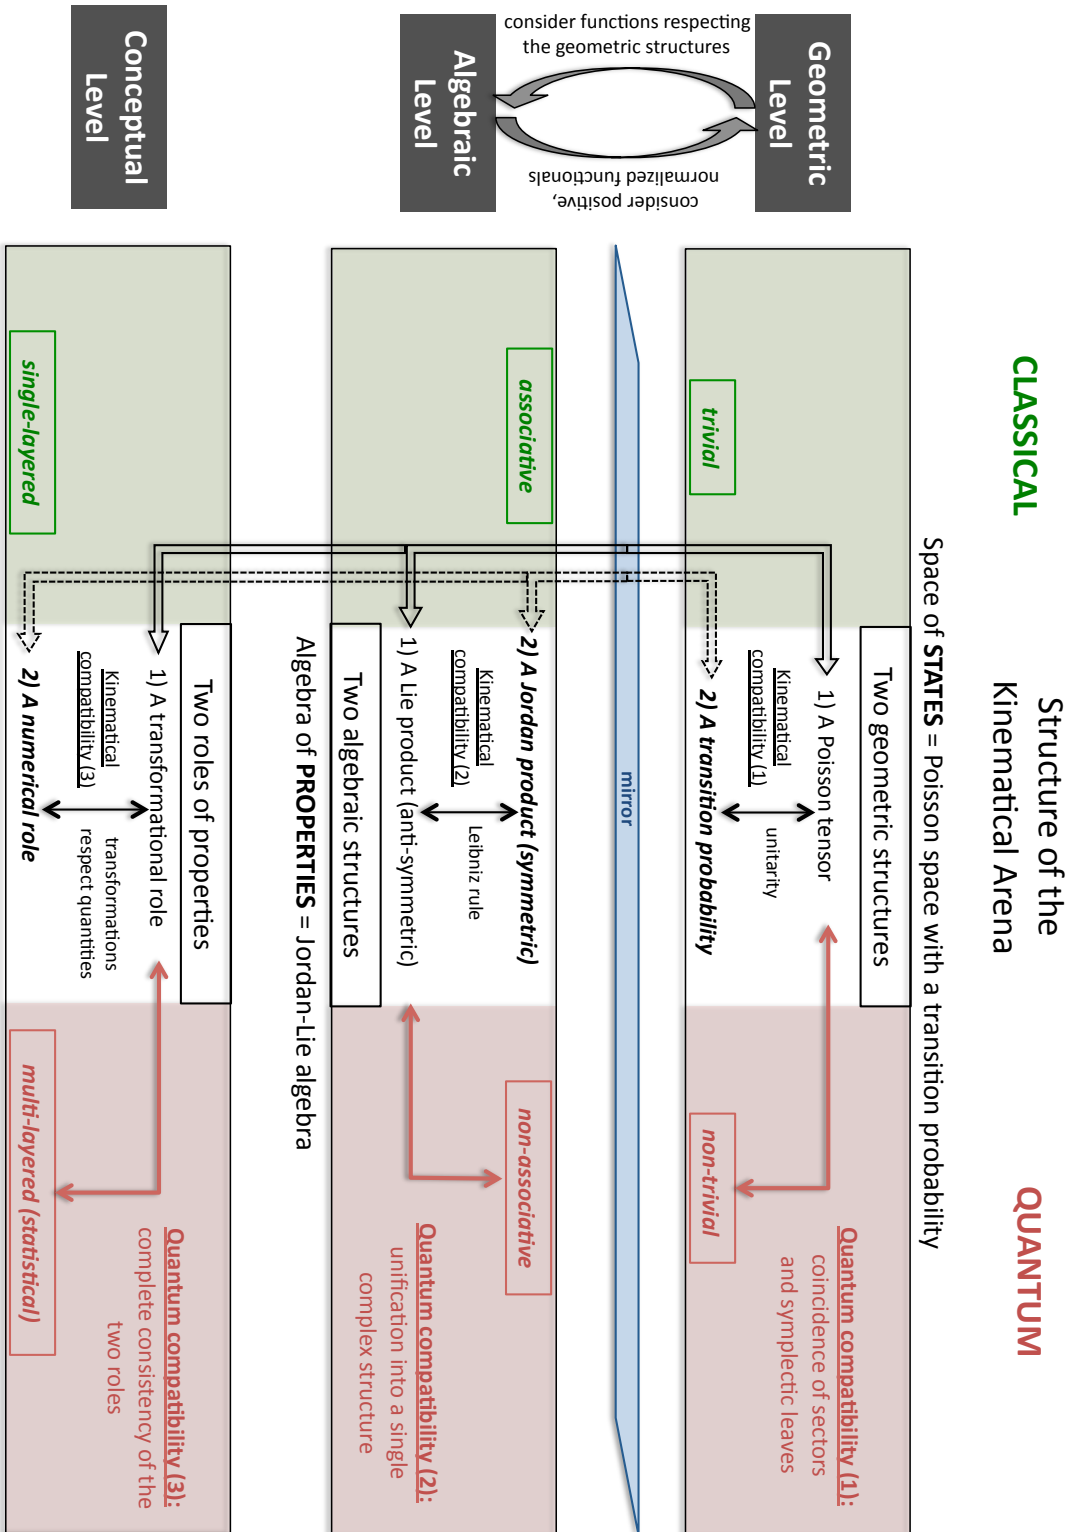 Structure of the
Kinematical Arena
CLASSICAL
QUANTUM
Space of STATES = Poisson space with a transition probability
Geometric
Level
Two geometric structures
1) A Poisson tensor
Kinematical
compatibility (1)
unitarity
2) A transition probability
trivial
non-trivial
Quantum compatibility (1):
coincidence of sectors
and symplectic leaves
consider functions respecting
the geometric structures
consider positive,
normalized functionals
mirror
Algebraic
Level
2) A Jordan product (symmetric)
Kinematical
compatibility (2)
Leibniz rule
1) A Lie product (anti-symmetric)
Two algebraic structures
associative
non-associative
Quantum compatibility (2):
unification into a single
complex structure
Algebra of PROPERTIES = Jordan-Lie algebra
Conceptual
Level
Two roles of properties
1) A transformational role
Kinematical
compatibility (3)
transformations
respect quantities
2) A numerical role
single-layered
multi-layered (statistical)
Quantum compatibility (3):
complete consistency of the
two roles